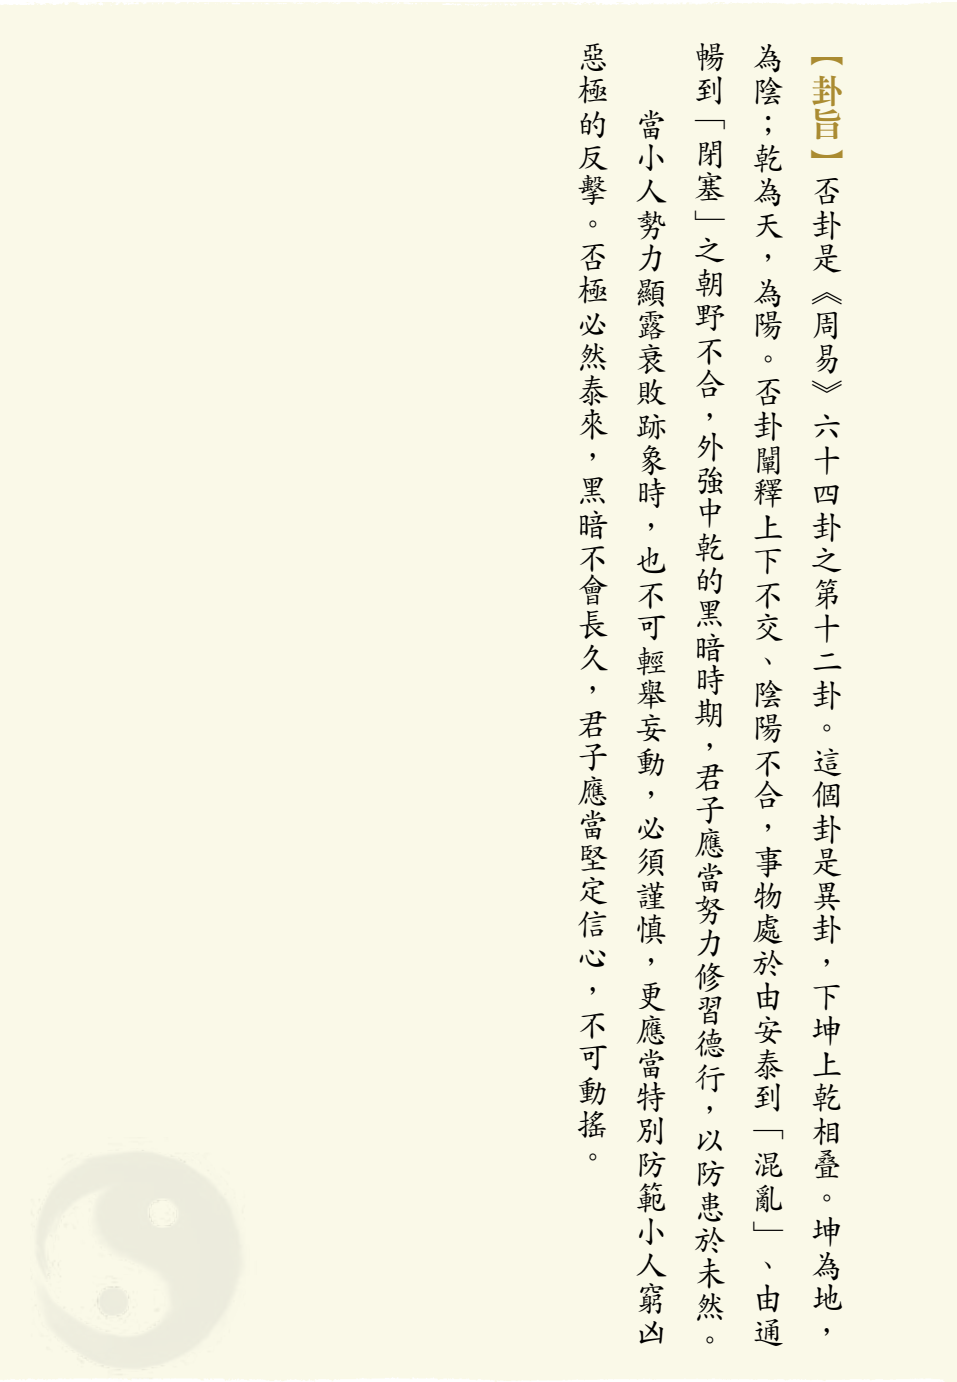 【卦旨】否卦是《周易》六十四卦之第十二卦。這個卦是異卦，下坤上乾相疊。坤為地，
為陰；乾為天，為陽。否卦闡釋上下不交、陰陽不合，事物處於由安泰到「混亂」、由通
暢到「閉塞」之朝野不合，外強中乾的黑暗時期，君子應當努力修習德行，以防患於未然。
當小人勢力顯露衰敗跡象時，也不可輕舉妄動，必須謹慎，更應當特別防範小人窮凶
惡極的反擊。否極必然泰來，黑暗不會長久，君子應當堅定信心，不可動搖。